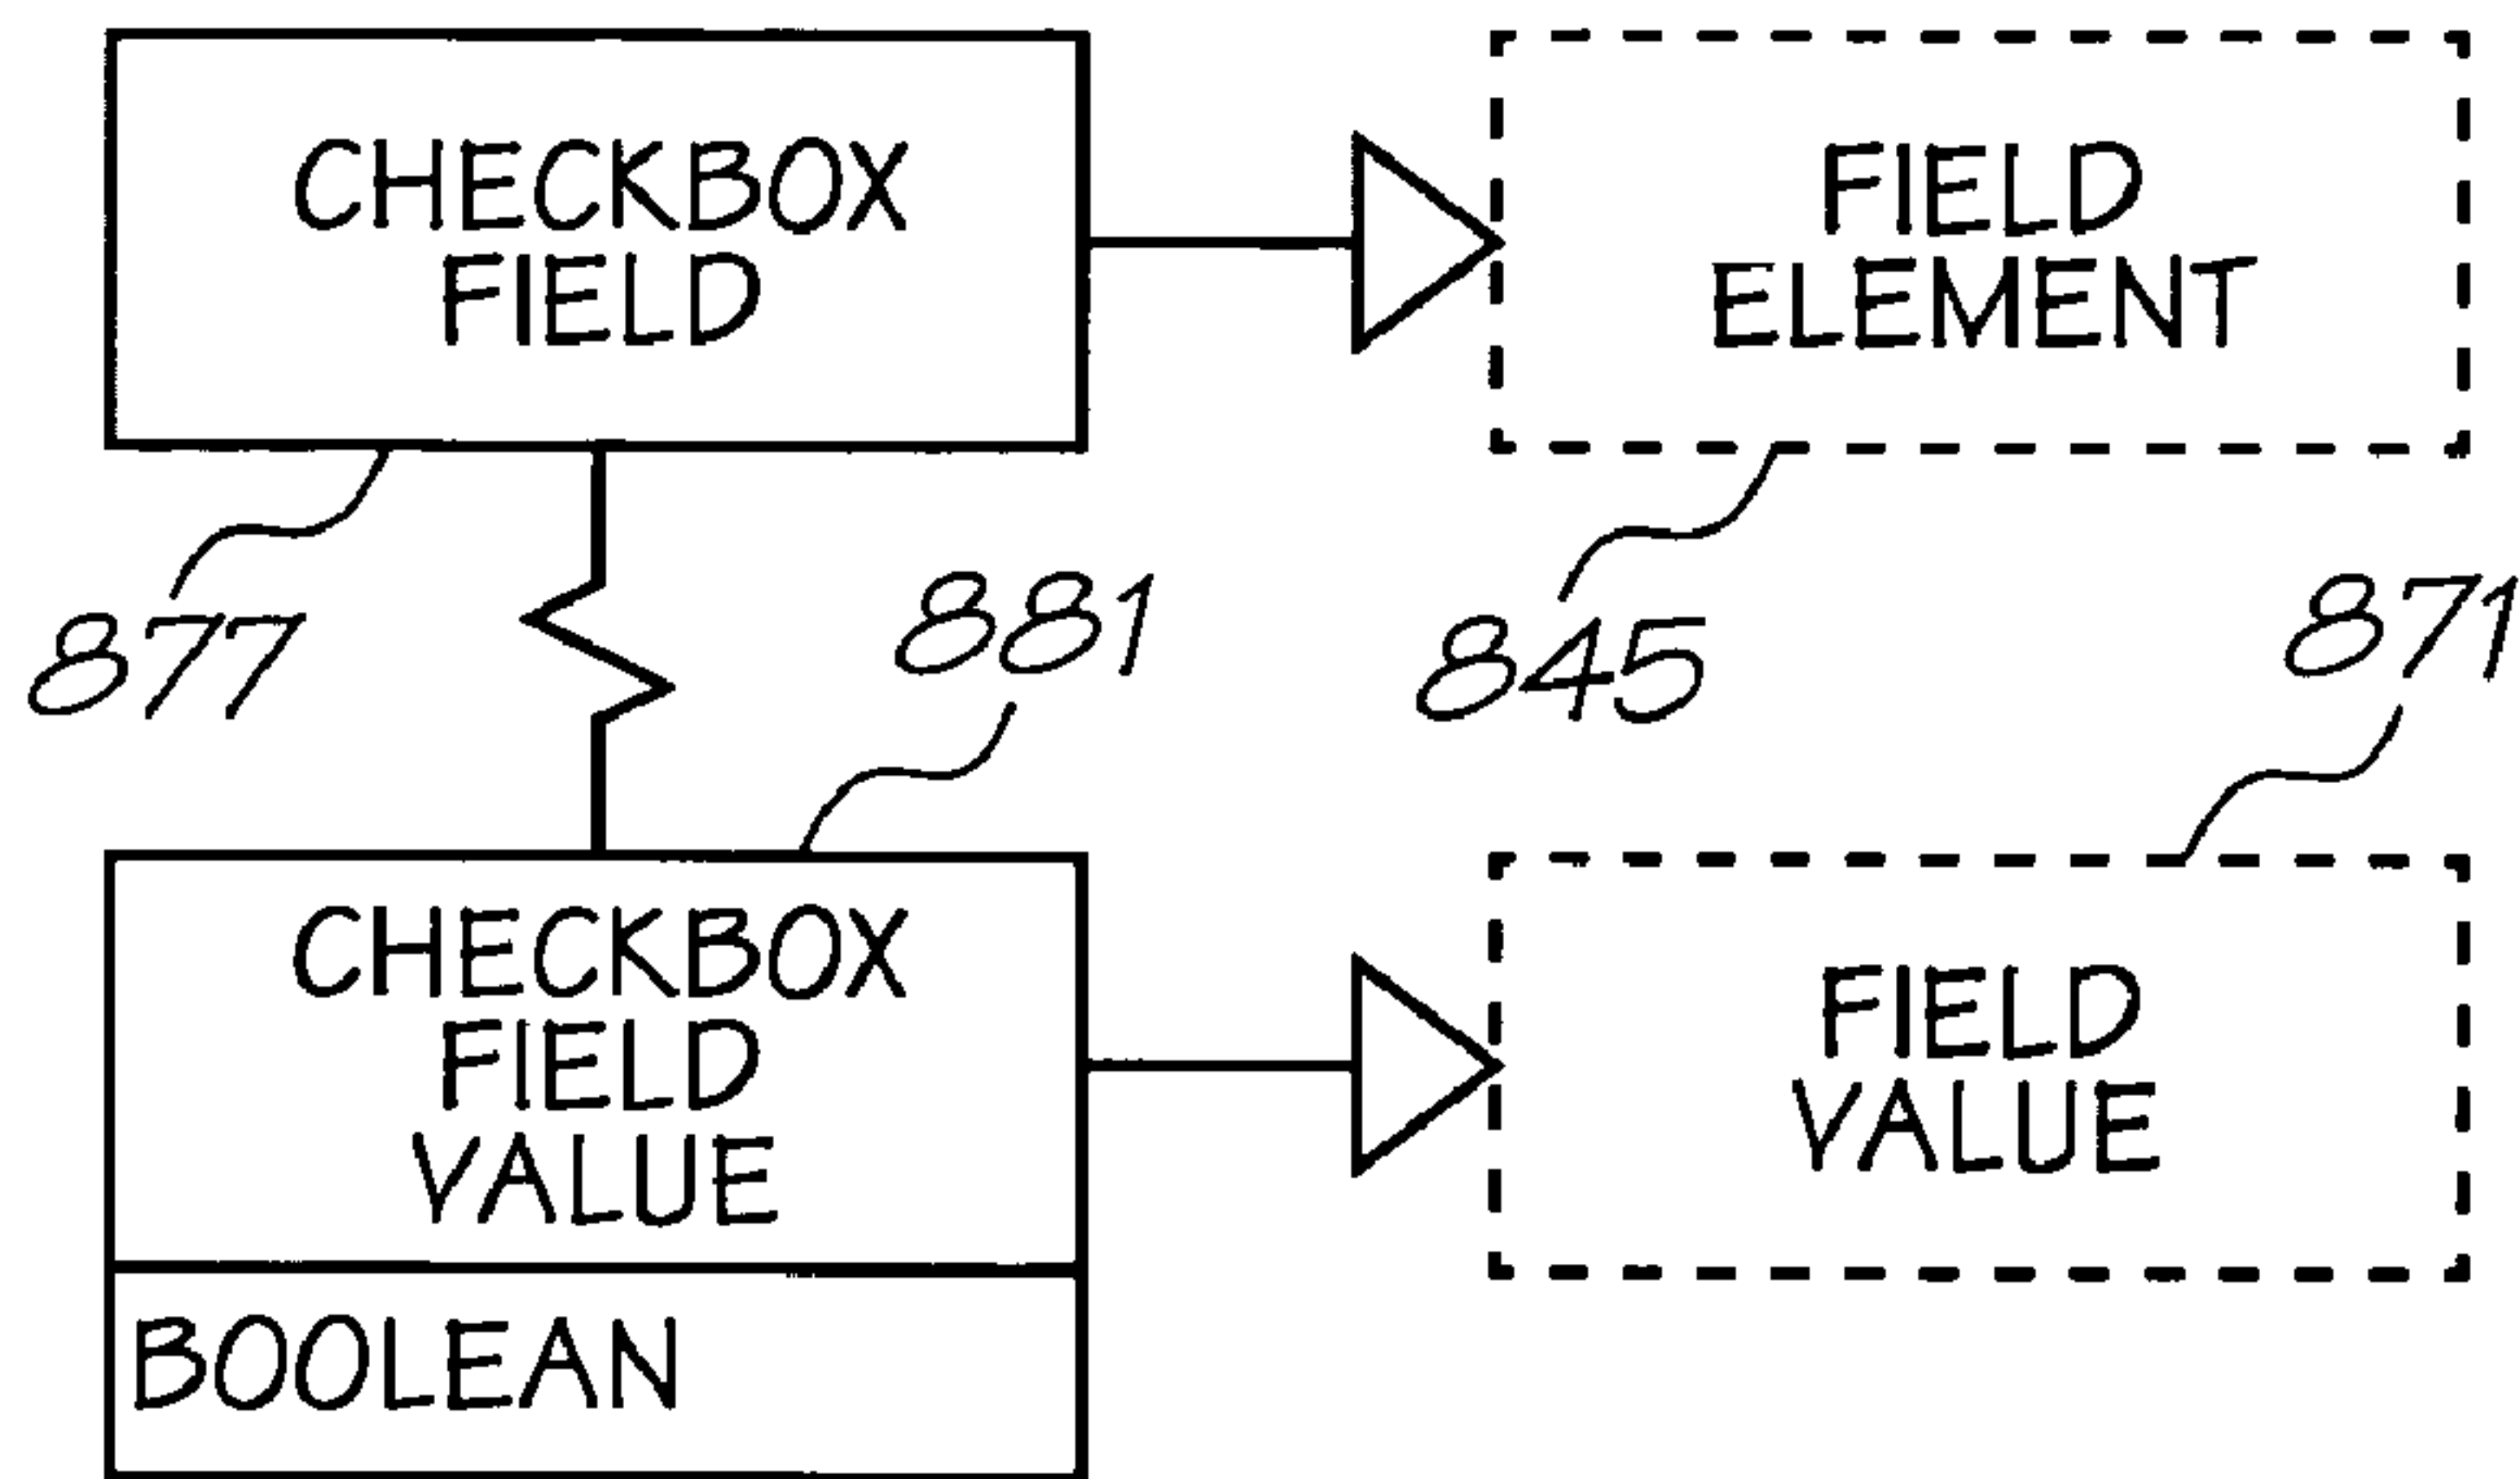 CHECKBOX
FIELD
FIELD
ELEMENT
877
881
845
871
CHECKBOX
FIELD
VALUE
FIELD
VALUE
BOOLEAN